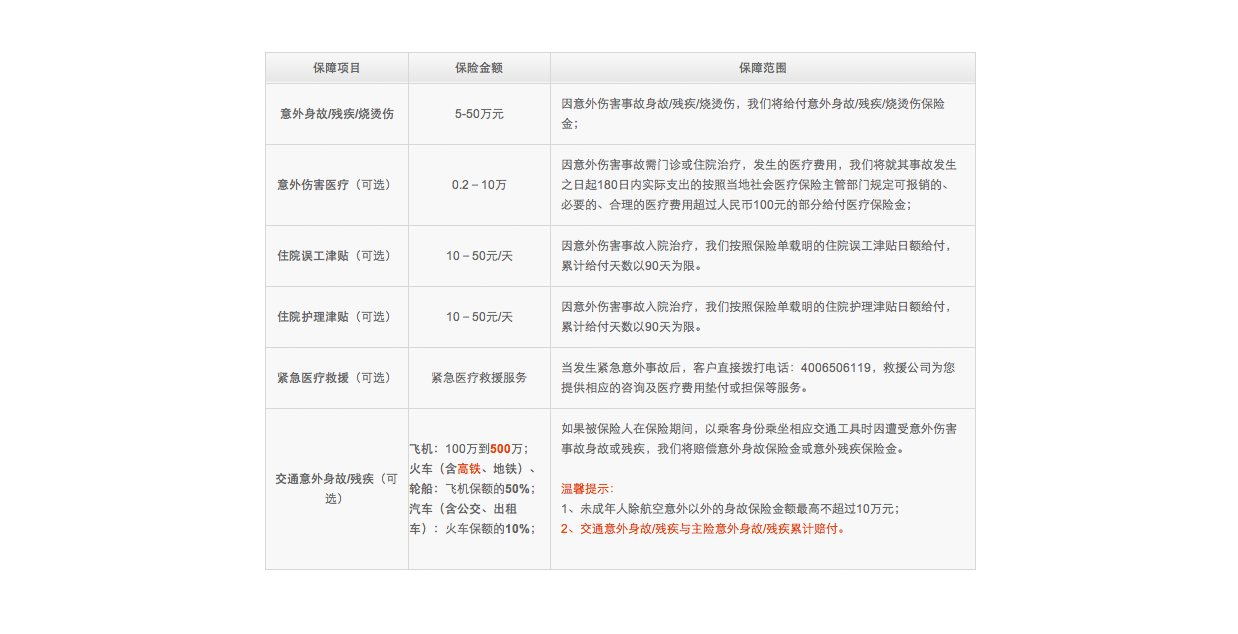 保障项目 保险金额 保障范围
意外身故/残疾/烧烫伤
5-50万元
因意外伤害事故身故/残疾/烧烫伤，我们将给付意外身故/残疾/烧烫伤保险
金；
意外伤害医疗（可选）
0.2 – 10万
因意外伤害事故需门诊或住院治疗，发生的医疗费用，我们将就其事故发生
之日起180日内实际支出的按照当地社会医疗保险主管部门规定可报销的、
必要的、合理的医疗费用超过人民币100元的部分给付医疗保险金；
住院误工津贴（可选）
10 – 50元/天
因意外伤害事故入院治疗，我们按照保险单载明的住院误工津贴日额给付，
累计给付天数以90天为限。
住院护理津贴（可选）
10 – 50元/天
因意外伤害事故入院治疗，我们按照保险单载明的住院护理津贴日额给付，
累计给付天数以90天为限。
紧急医疗救援（可选）
紧急医疗救援服务
当发生紧急意外事故后，客户直接拨打电话：4006506119，救援公司为您
提供相应的咨询及医疗费用垫付或担保等服务。
交通意外身故/残疾（可
选）
飞机：100万到500万；
火车（含高铁、地铁）、
轮船：飞机保额的50%；
汽车（含公交、出租
车）：火车保额的10%；
如果被保险人在保险期间，以乘客身份乘坐相应交通工具时因遭受意外伤害
事故身故或残疾，我们将赔偿意外身故保险金或意外残疾保险金。
温馨提示：
1、未成年人除航空意外以外的身故保险金额最高不超过10万元；
2、交通意外身故/残疾与主险意外身故/残疾累计赔付。